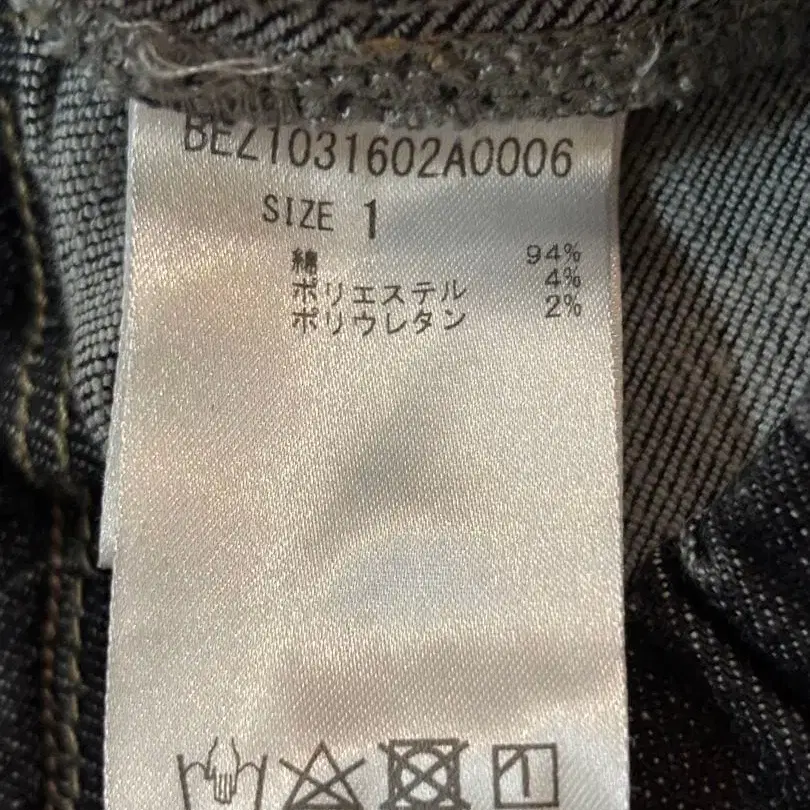 BEZ1031602A0006
SIZE 1
綿 94%
ポリエステル 4%
ポリウレタン 2%